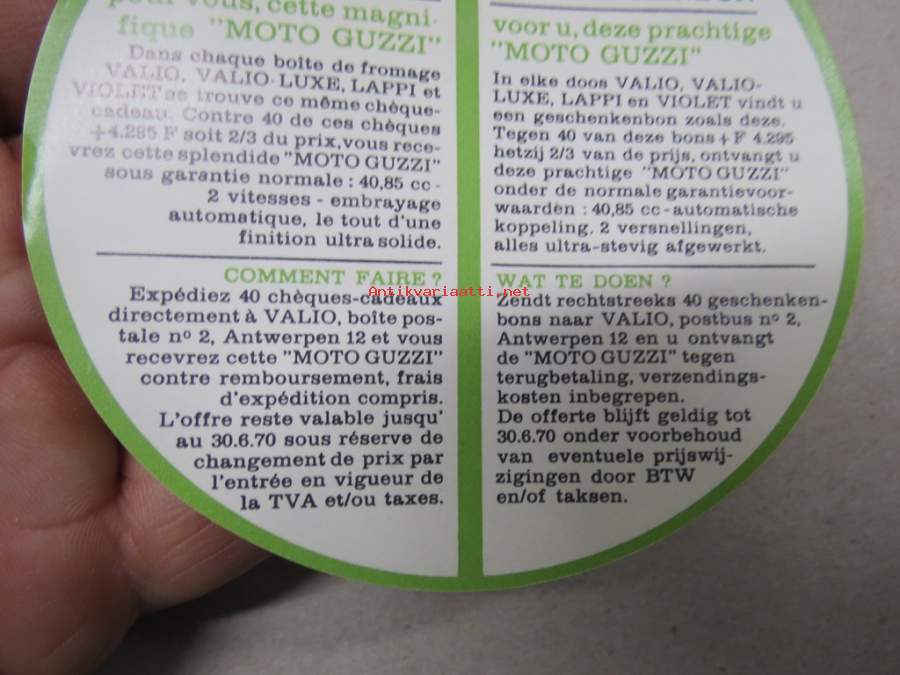 pour vous, cette magni-
fique "MOTO GUZZI"
Dans chaque boîte de fromage
VALIO, VALIO-LUXE, LAPPI et
VIOLET se trouve ce même chèque-
cadeau. Contre 40 de ces chèques
+4.295 F soit 2/3 du prix, vous rece-
vrez cette splendide "MOTO GUZZI"
sous garantie normale : 40,85 cc -
2 vitesses - embrayage
automatique, le tout d'une
finition ultra solide.
COMMENT FAIRE ?
Expédiez 40 chèques-cadeaux
directement à VALIO, boîte pos-
tale nº 2, Antwerpen 12 et vous
recevrez cette "MOTO GUZZI"
contre remboursement, frais
d'expédition compris.
L'offre reste valable jusqu'
au 30.6.70 sous réserve de
changement de prix par
l'entrée en vigueur de
la TVA et/ou taxes.
voor u, deze prachtige
"MOTO GUZZI"
In elke doos VALIO, VALIO-
LUXE, LAPPI en VIOLET vindt u
een geschenkenbon zoals deze.
Tegen 40 van deze bons + F 4.295
hetzij 2/3 van de prijs, ontvangt u
deze prachtige "MOTO GUZZI"
onder de normale garantievoor-
waarden : 40,85 cc - automatische
koppeling, 2 versnellingen,
alles ultra-stevig afgewerkt.
WAT TE DOEN ?
Zendt rechtstreeks 40 geschenken-
bons naar VALIO, postbus nº 2,
Antwerpen 12 en u ontvangt
de "MOTO GUZZI" tegen
terugbetaling, verzendings-
kosten inbegrepen.
De offerte blijft geldig tot
30.6.70 onder voorbehoud
van eventuele prijswij-
zigingen door BTW
en/of taksen.
Antikvariaatti.net